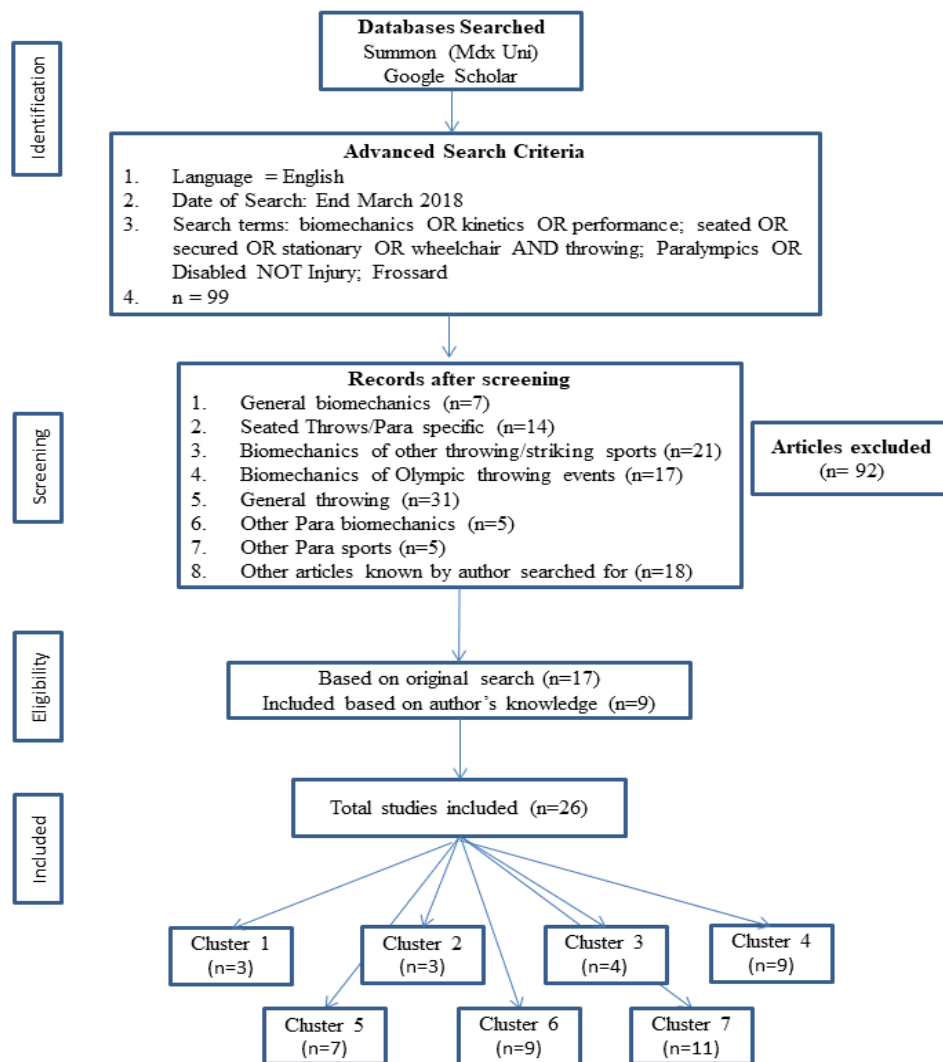 Identification
Databases Searched
Summon (Mdx Uni)
Google Scholar
Advanced Search Criteria
1. Language = English
2. Date of Search: End March 2018
3. Search terms: biomechanics OR kinetics OR performance; seated OR
secured OR stationary OR wheelchair AND throwing; Paralympics OR
Disabled NOT Injury; Frossard
4. n = 99
Screening
Records after screening
1. General biomechanics (n=7)
2. Seated Throws/Para specific (n=14)
3. Biomechanics of other throwing/striking sports (n=21)
4. Biomechanics of Olympic throwing events (n=17)
5. General throwing (n=31)
6. Other Para biomechanics (n=5)
7. Other Para sports (n=5)
8. Other articles known by author searched for (n=18)
Articles excluded
(n= 92)
Eligibility
Based on original search (n=17)
Included based on author's knowledge (n=9)
Included
Total studies included (n=26)
Cluster 1
(n=3)
Cluster 2
(n=3)
Cluster 3
(n=4)
Cluster 4
(n=9)
Cluster 5
(n=7)
Cluster 6
(n=9)
Cluster 7
(n=11)